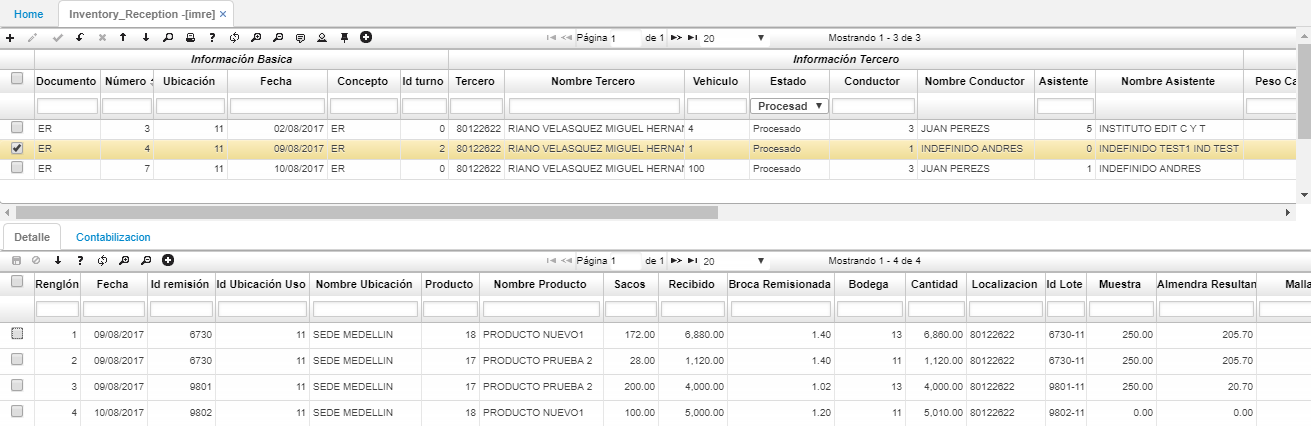 Home Inventory_Reception -[imre] ×
Página 1 de 1 20 Mostrando 1 - 3 de 3
Información Basica Información Tercero
Documento Número Ubicación Fecha Concepto Id turno Tercero Nombre Tercero Vehiculo Estado Conductor Nombre Conductor Asistente Nombre Asistente Peso Ca
Procesad
ER 3 11 02/08/2017 ER 0 80122622 RIANO VELASQUEZ MIGUEL HERNAN 4 Procesado 3 JUAN PEREZS 5 INSTITUTO EDIT C Y T
ER 4 11 09/08/2017 ER 2 80122622 RIANO VELASQUEZ MIGUEL HERNAN 1 Procesado 1 INDEFINIDO ANDRES 0 INDEFINIDO TEST1 IND TEST
ER 7 11 10/08/2017 ER 0 80122622 RIANO VELASQUEZ MIGUEL HERNAN 100 Procesado 3 JUAN PEREZS 1 INDEFINIDO ANDRES
Detalle Contabilizacion
Página 1 de 1 20 Mostrando 1 - 4 de 4
Renglón Fecha Id remisión Id Ubicación Uso Nombre Ubicación Producto Nombre Producto Sacos Recibido Broca Remisionada Bodega Cantidad Localizacion Id Lote Muestra Almendra Resultan Malla
1 09/08/2017 6730 11 SEDE MEDELLIN 18 PRODUCTO NUEVO1 172.00 6,880.00 1.40 13 6,860.00 80122622 6730-11 250.00 205.70
2 09/08/2017 6730 11 SEDE MEDELLIN 17 PRODUCTO PRUEBA 2 28.00 1,120.00 1.40 11 1,120.00 80122622 6730-11 250.00 205.70
3 09/08/2017 9801 11 SEDE MEDELLIN 17 PRODUCTO PRUEBA 2 200.00 4,000.00 1.02 13 4,000.00 80122622 9801-11 250.00 20.70
4 10/08/2017 9802 11 SEDE MEDELLIN 18 PRODUCTO NUEVO1 100.00 5,000.00 1.20 11 5,010.00 80122622 9802-11 0.00 0.00